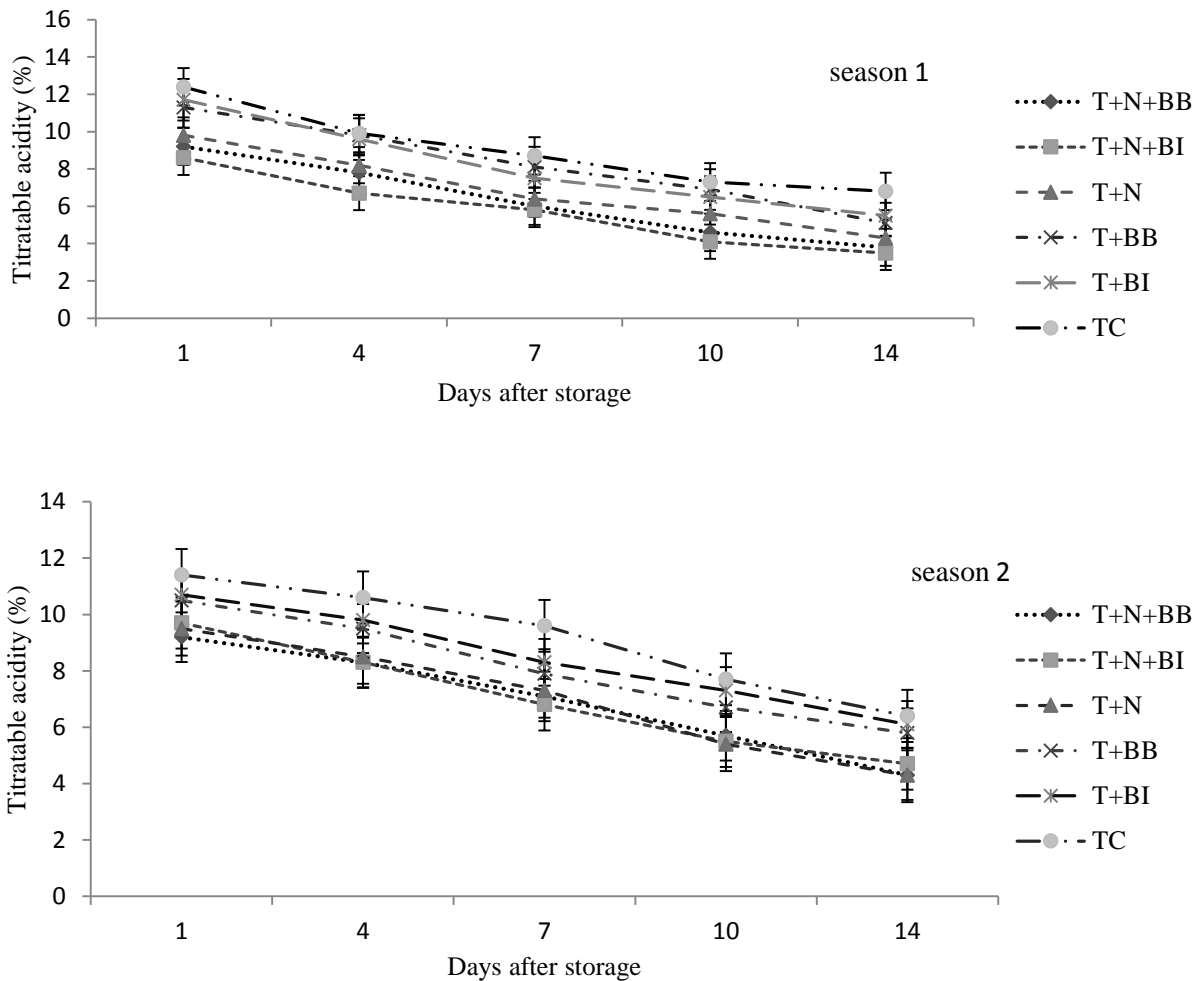 16
14
12
10
8
6
4
2
0
Titratable acidity (%)
season 1
1 4 7 10 14
Days after storage
T+N+BB
T+N+BI
T+N
T+BB
T+BI
TC
14
12
10
8
6
4
2
0
Titratable acidity (%)
season 2
1 4 7 10 14
Days after storage
T+N+BB
T+N+BI
T+N
T+BB
T+BI
TC